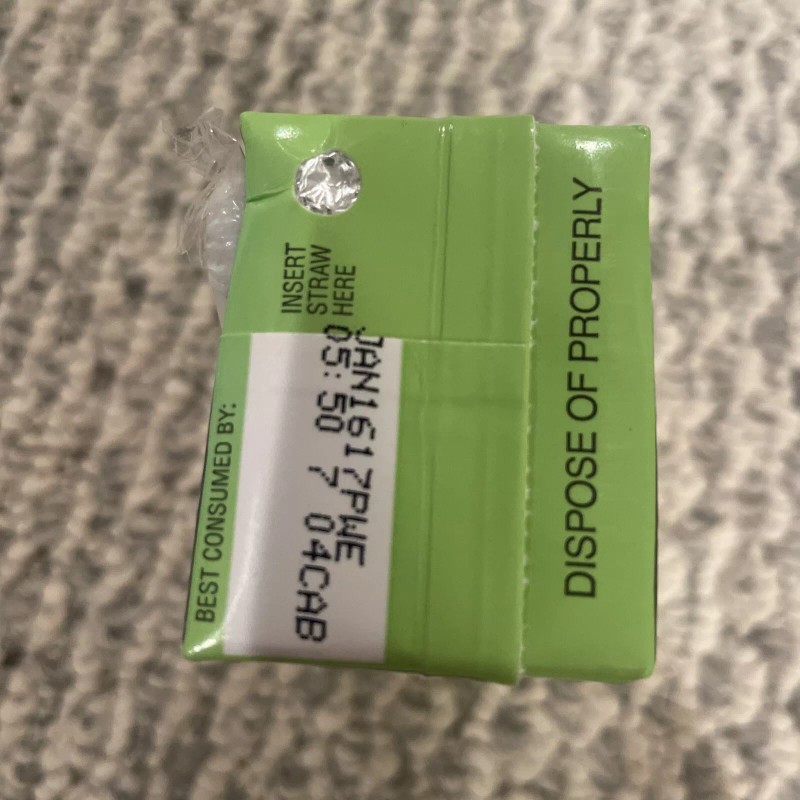 INSERT
STRAW
HERE
BEST CONSUMED BY:
JAN1617PWE
05:50 7 04CAB
DISPOSE OF PROPERLY